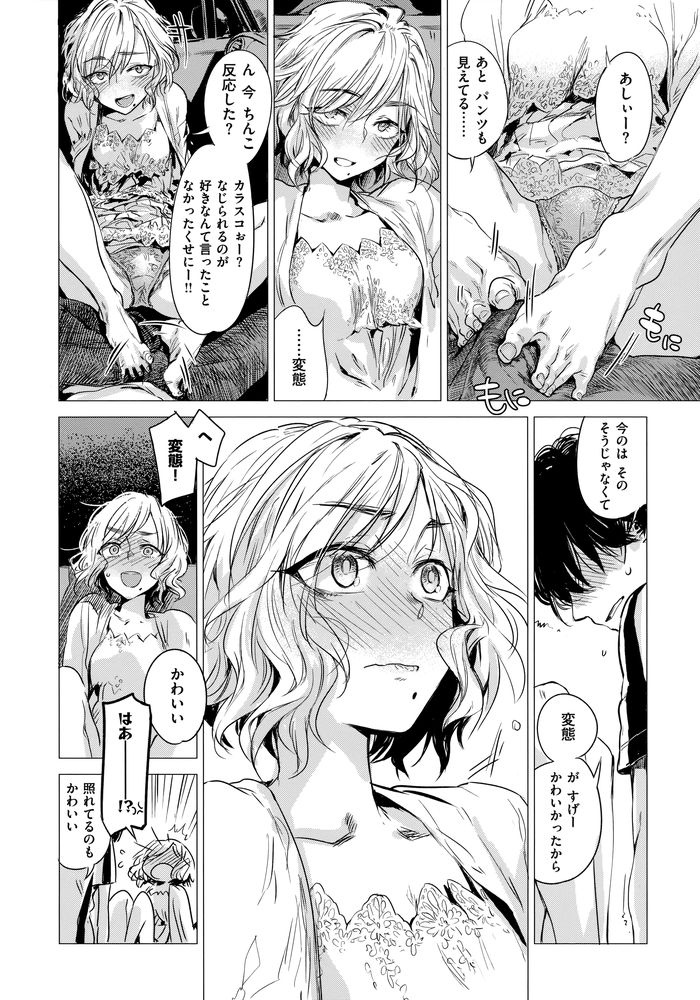 あしぃー？
あと パンツも
見えてる……
もに
もに
……変態
ん 今 ちんこ
反応した？
カラスコぉー？
なじられるのが
好きなんて言ったこと
なかったくせにー!!
今のは その
そうじゃなくて
変態
が すげー
かわいかったから
へ
変態！
かわいい
はあーー!?
照れてるのも
かわいい